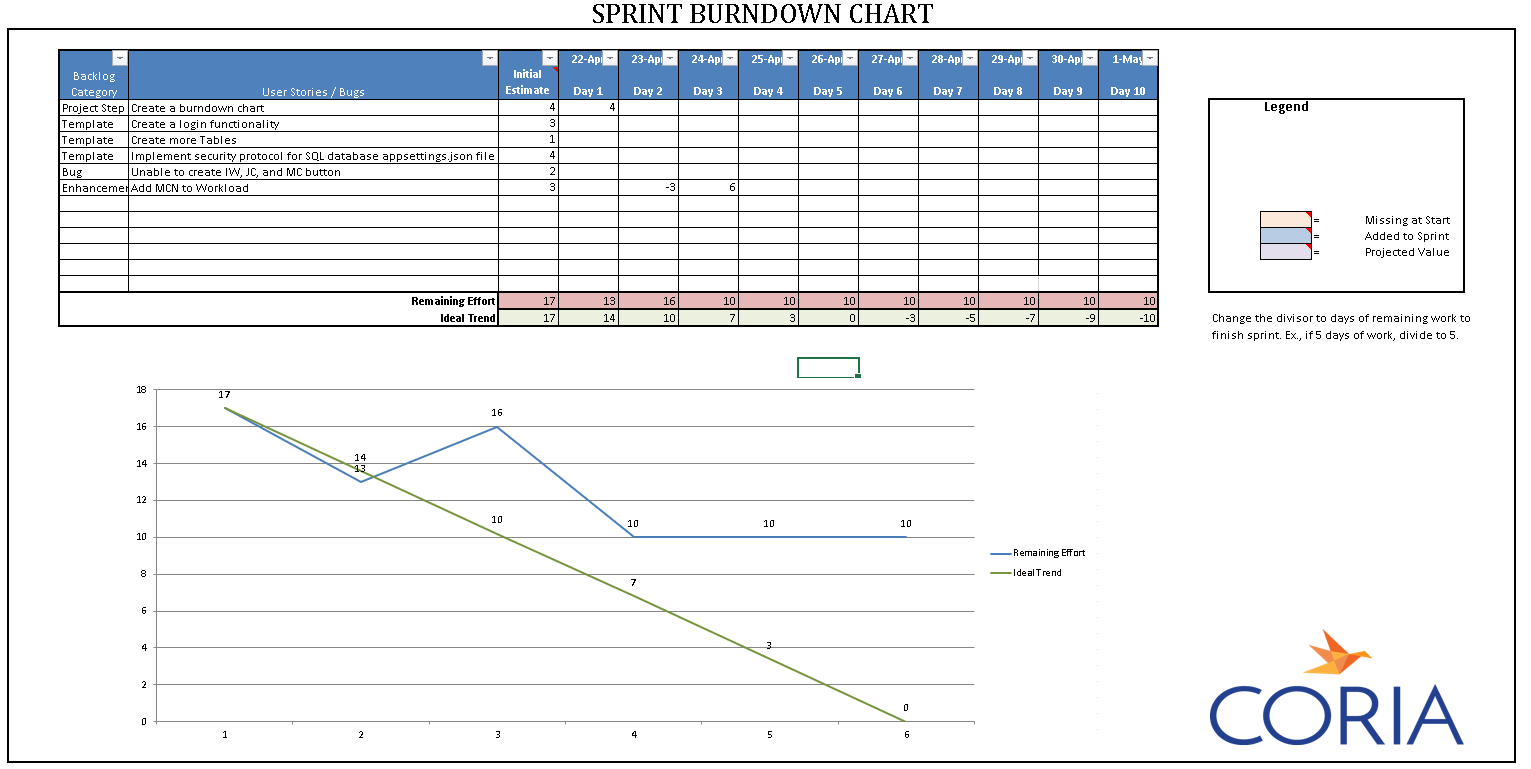 SPRINT BURNDOWN CHART
22-Ap 23-Ap 24-Ap 25-Ap 26-Ap 27-Ap 28-Ap 29-Ap 30-Ap 1-May
Backlog Category User Stories / Bugs Initial Estimate Day 1 Day 2 Day 3 Day 4 Day 5 Day 6 Day 7 Day 8 Day 9 Day 10
Project Step Create a burndown chart 4 4
Template Create a login functionality 3
Template Create more Tables 1
Template Implement security protocol for SQL database appsettings.json file 4
Bug Unable to create IW, JC, and MC button 2
Enhancemen Add MCN to Workload 3 -3 6
Remaining Effort 17 13 16 10 10 10 10 10 10 10 10
Ideal Trend 17 14 10 7 3 0 -3 -5 -7 -9 -10
Legend
= Missing at Start
= Added to Sprint
= Projected Value
Change the divisor to days of remaining work to
finish sprint. Ex., if 5 days of work, divide to 5.
18
16
14
12
10
8
6
4
2
0
17
14
13
16
10
10
7
10
3
10
0
1 2 3 4 5 6
Remaining Effort
Ideal Trend
CORIA